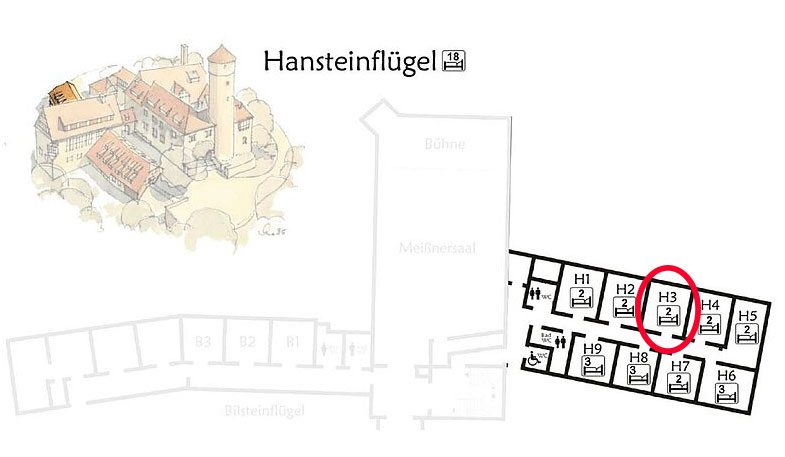 Hansteinflügel 18
Bühne
Meißnersaal
H1
2
H2
2
H3
2
H4
2
H5
2
WC
Bad
WC
WC
H9
3
H8
3
H7
2
H6
3
B3
B2
B1
Bilsteinflügel